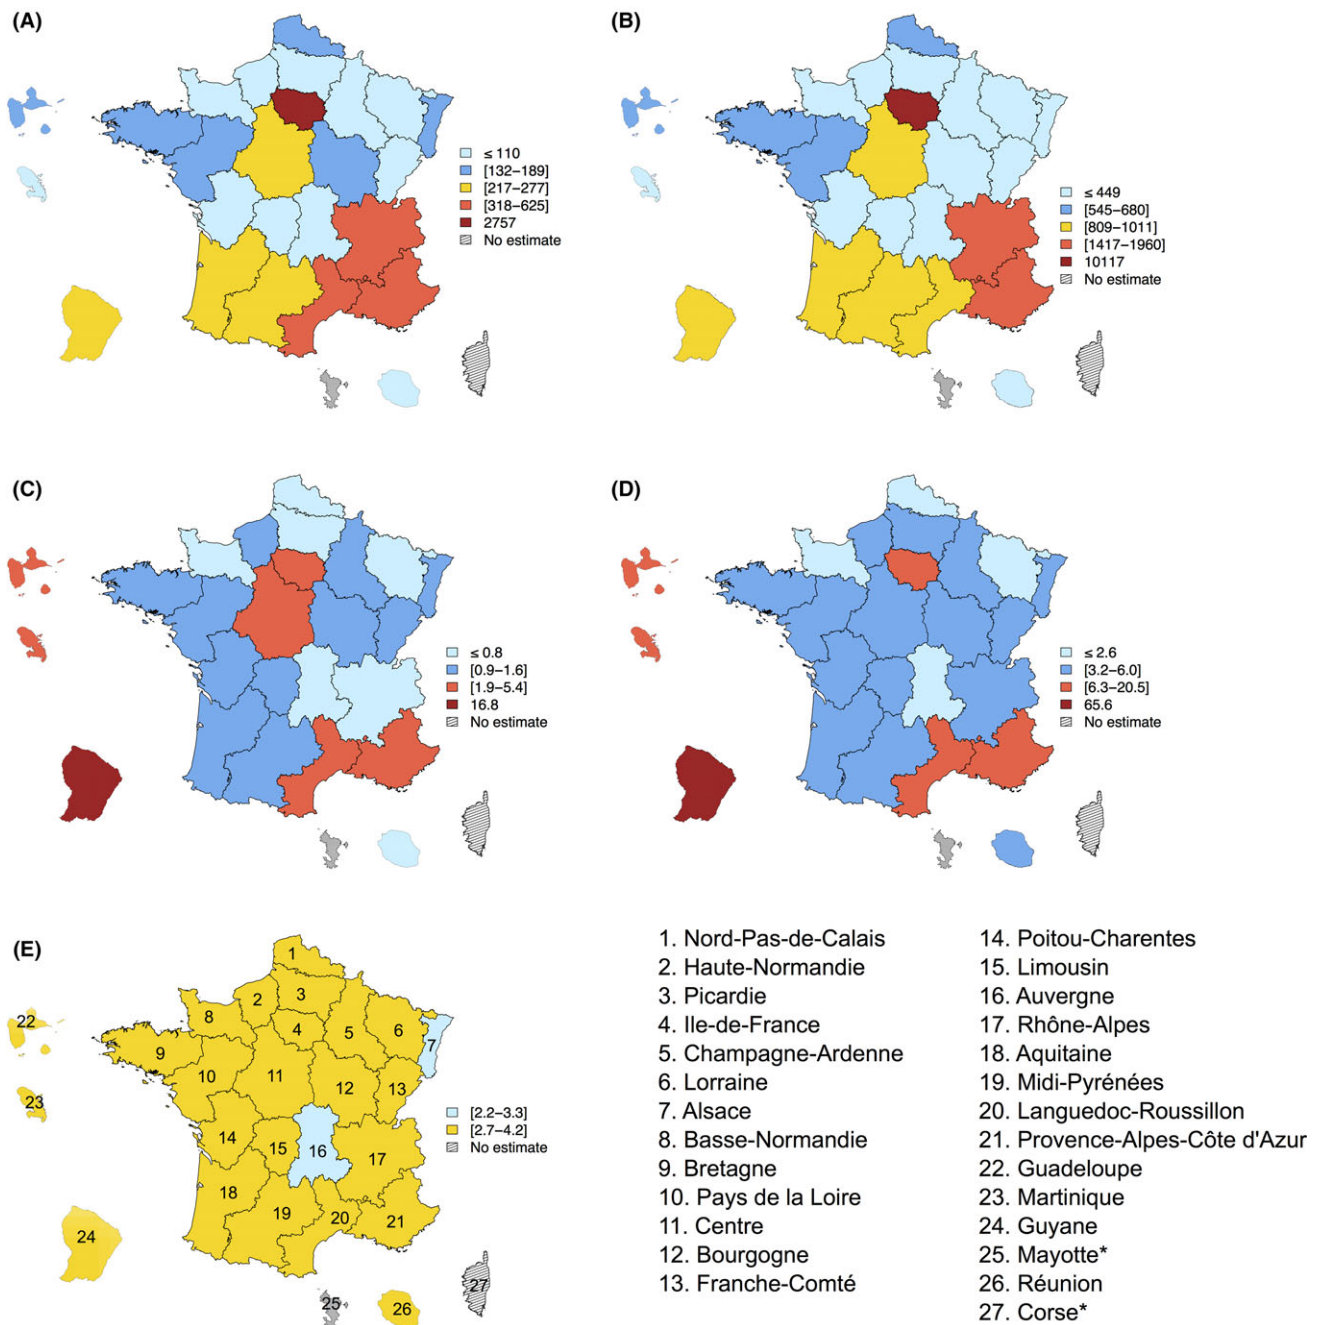 (A)
≤ 110
[132–189]
[217–277]
[318–625]
2757
No estimate
(B)
≤ 449
[545–680]
[809–1011]
[1417–1960]
10117
No estimate
(C)
≤ 0.8
[0.9–1.6]
[1.9–5.4]
16.8
No estimate
(D)
≤ 2.6
[3.2–6.0]
[6.3–20.5]
65.6
No estimate
(E)
1
2
3
4
5
6
7
8
9
10
11
12
13
14
15
16
17
18
19
20
21
22
23
24
25
26
27
[2.2–3.3]
[2.7–4.2]
No estimate
1. Nord-Pas-de-Calais
2. Haute-Normandie
3. Picardie
4. Ile-de-France
5. Champagne-Ardenne
6. Lorraine
7. Alsace
8. Basse-Normandie
9. Bretagne
10. Pays de la Loire
11. Centre
12. Bourgogne
13. Franche-Comté
14. Poitou-Charentes
15. Limousin
16. Auvergne
17. Rhône-Alpes
18. Aquitaine
19. Midi-Pyrénées
20. Languedoc-Roussillon
21. Provence-Alpes-Côte d'Azur
22. Guadeloupe
23. Martinique
24. Guyane
25. Mayotte*
26. Réunion
27. Corse*